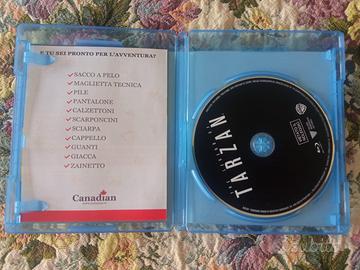 E TU SEI PRONTO PER L'AVVENTURA?
SACCO A PELO
MAGLIETTA TECNICA
PILE
PANTALONE
CALZETTONI
SCARPONCINI
SCIARPA
CAPPELLO
GUANTI
GIACCA
ZAINETTO
Canadian
TARZAN
subito